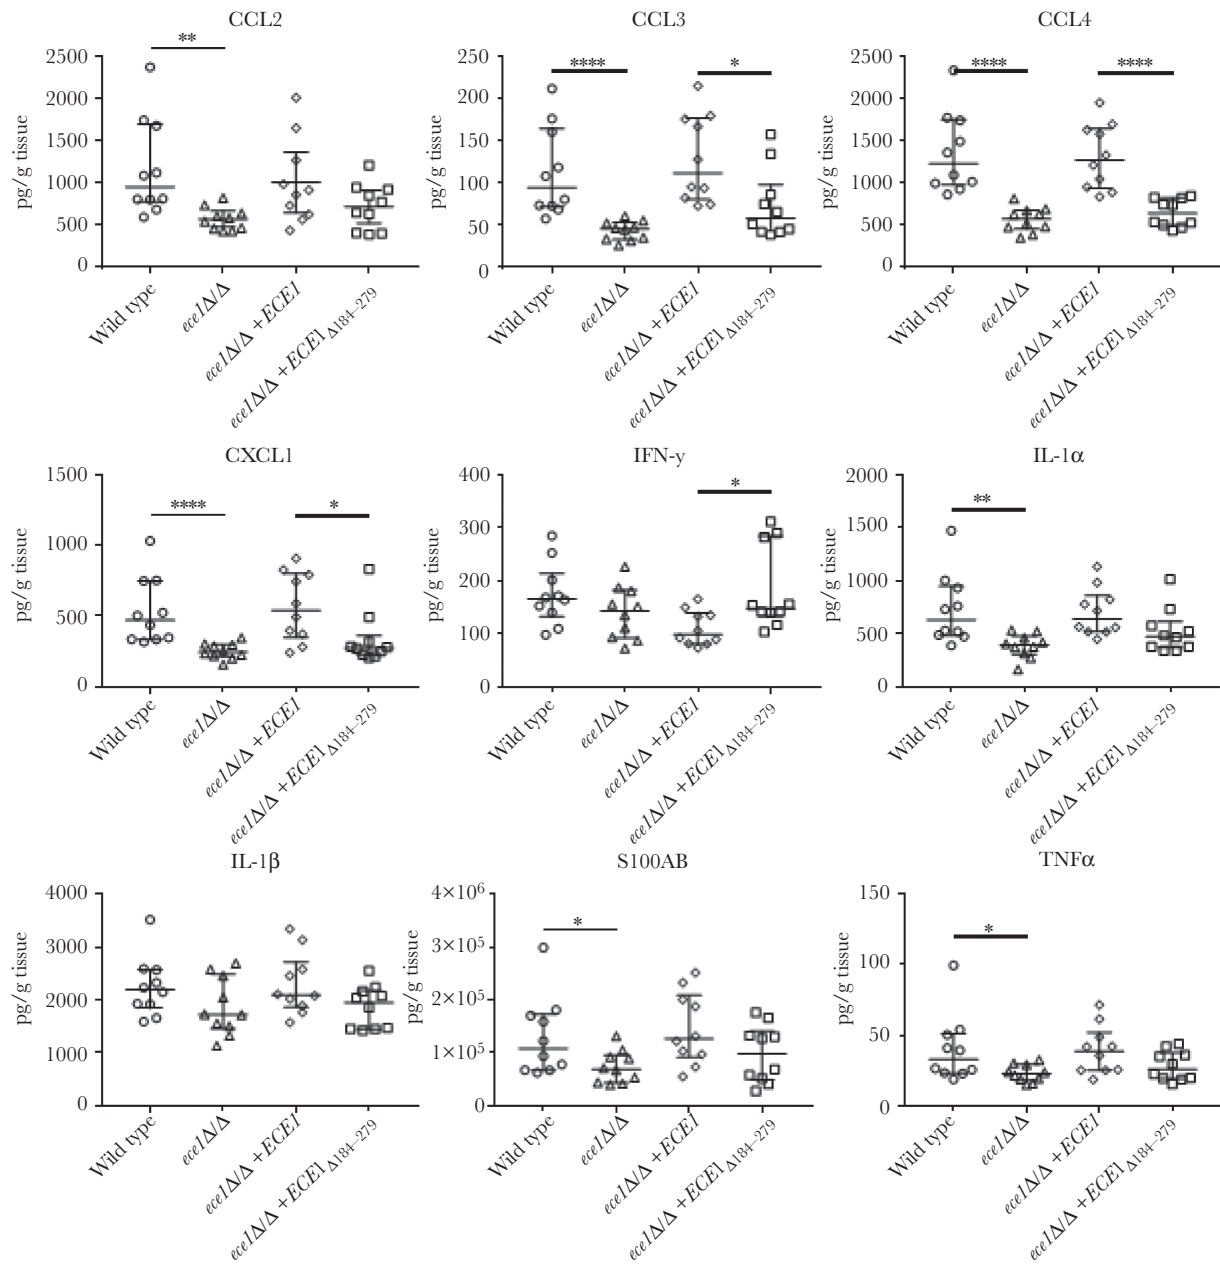 CCL2
**
pg/g tissue
2500
2000
1500
1000
500
0
Wild type
ece1Δ/Δ
ece1Δ/Δ +ECE1
ece1Δ/Δ +ECE1Δ184–279
CCL3
****
*
pg/g tissue
250
200
150
100
50
0
Wild type
ece1Δ/Δ
ece1Δ/Δ +ECE1
ece1Δ/Δ +ECE1Δ184–279
CCL4
****
****
pg/g tissue
2500
2000
1500
1000
500
0
Wild type
ece1Δ/Δ
ece1Δ/Δ +ECE1
ece1Δ/Δ +ECE1Δ184–279
CXCL1
****
*
pg/g tissue
1500
1000
500
0
Wild type
ece1Δ/Δ
ece1Δ/Δ +ECE1
ece1Δ/Δ +ECE1Δ184–279
IFN-y
*
pg/g tissue
400
300
200
100
0
Wild type
ece1Δ/Δ
ece1Δ/Δ +ECE1
ece1Δ/Δ +ECE1Δ184–279
IL-1α
**
pg/g tissue
2000
1500
1000
500
0
Wild type
ece1Δ/Δ
ece1Δ/Δ +ECE1
ece1Δ/Δ +ECE1Δ184–279
IL-1β
pg/g tissue
4000
3000
2000
1000
0
Wild type
ece1Δ/Δ
ece1Δ/Δ +ECE1
ece1Δ/Δ +ECE1Δ184–279
S100AB
*
pg/g tissue
4×10⁶
3×10⁵
2×10⁵
1×10⁵
0
Wild type
ece1Δ/Δ
ece1Δ/Δ +ECE1
ece1Δ/Δ +ECE1Δ184–279
TNFα
*
pg/g tissue
150
100
50
0
Wild type
ece1Δ/Δ
ece1Δ/Δ +ECE1
ece1Δ/Δ +ECE1Δ184–279